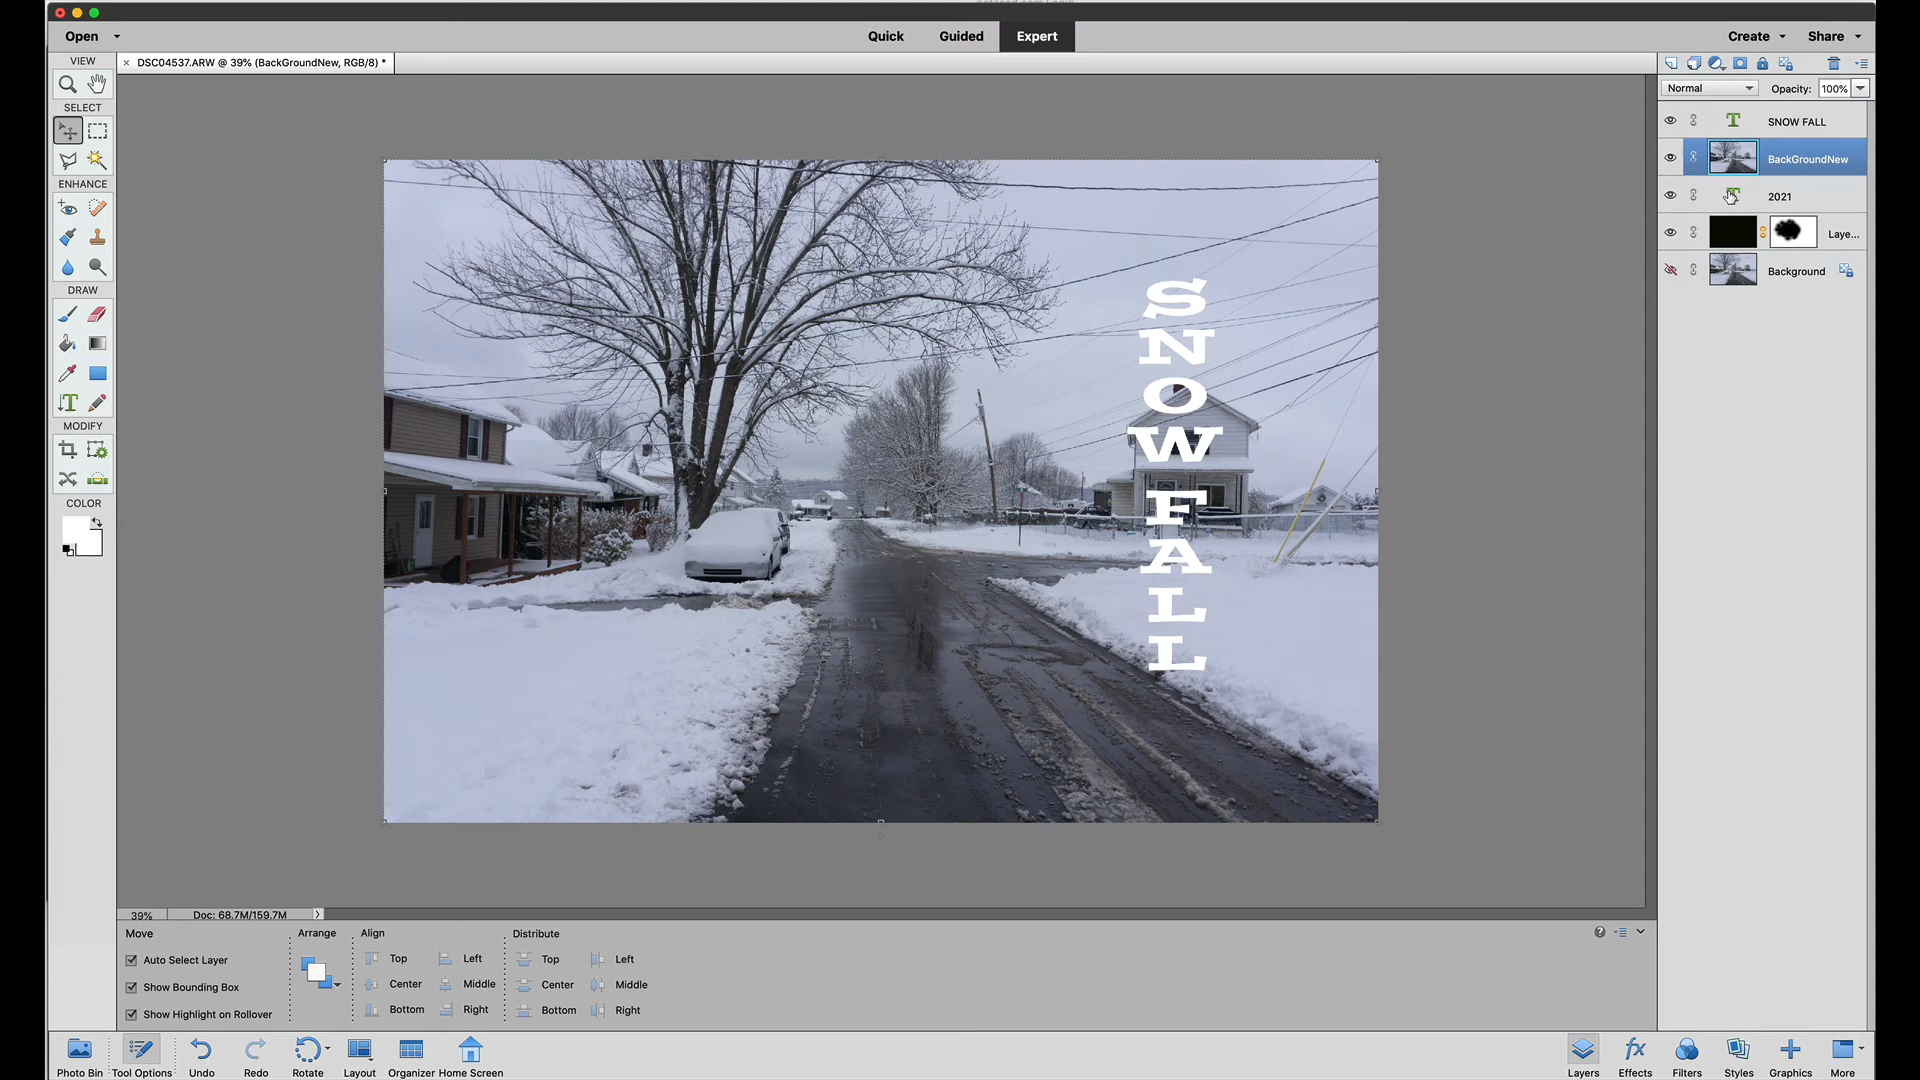 Open
Quick
Guided
Expert
Create
Share
VIEW
× DSC04537.ARW @ 39% (BackGroundNew, RGB/8) *
Normal
Opacity: 100%
SELECT
SNOW FALL
BackGroundNew
ENHANCE
2021
Laye...
Background
DRAW
T
MODIFY
COLOR
S
N
O
W
F
A
L
L
39%
Doc: 68.7M/159.7M
Move
Arrange
Align
Distribute
Auto Select Layer
Top
Left
Top
Left
Show Bounding Box
Center
Middle
Center
Middle
Show Highlight on Rollover
Bottom
Right
Bottom
Right
Photo Bin
Tool Options
Undo
Redo
Rotate
Layout
Organizer
Home Screen
Layers
fx
Effects
Filters
Styles
Graphics
More